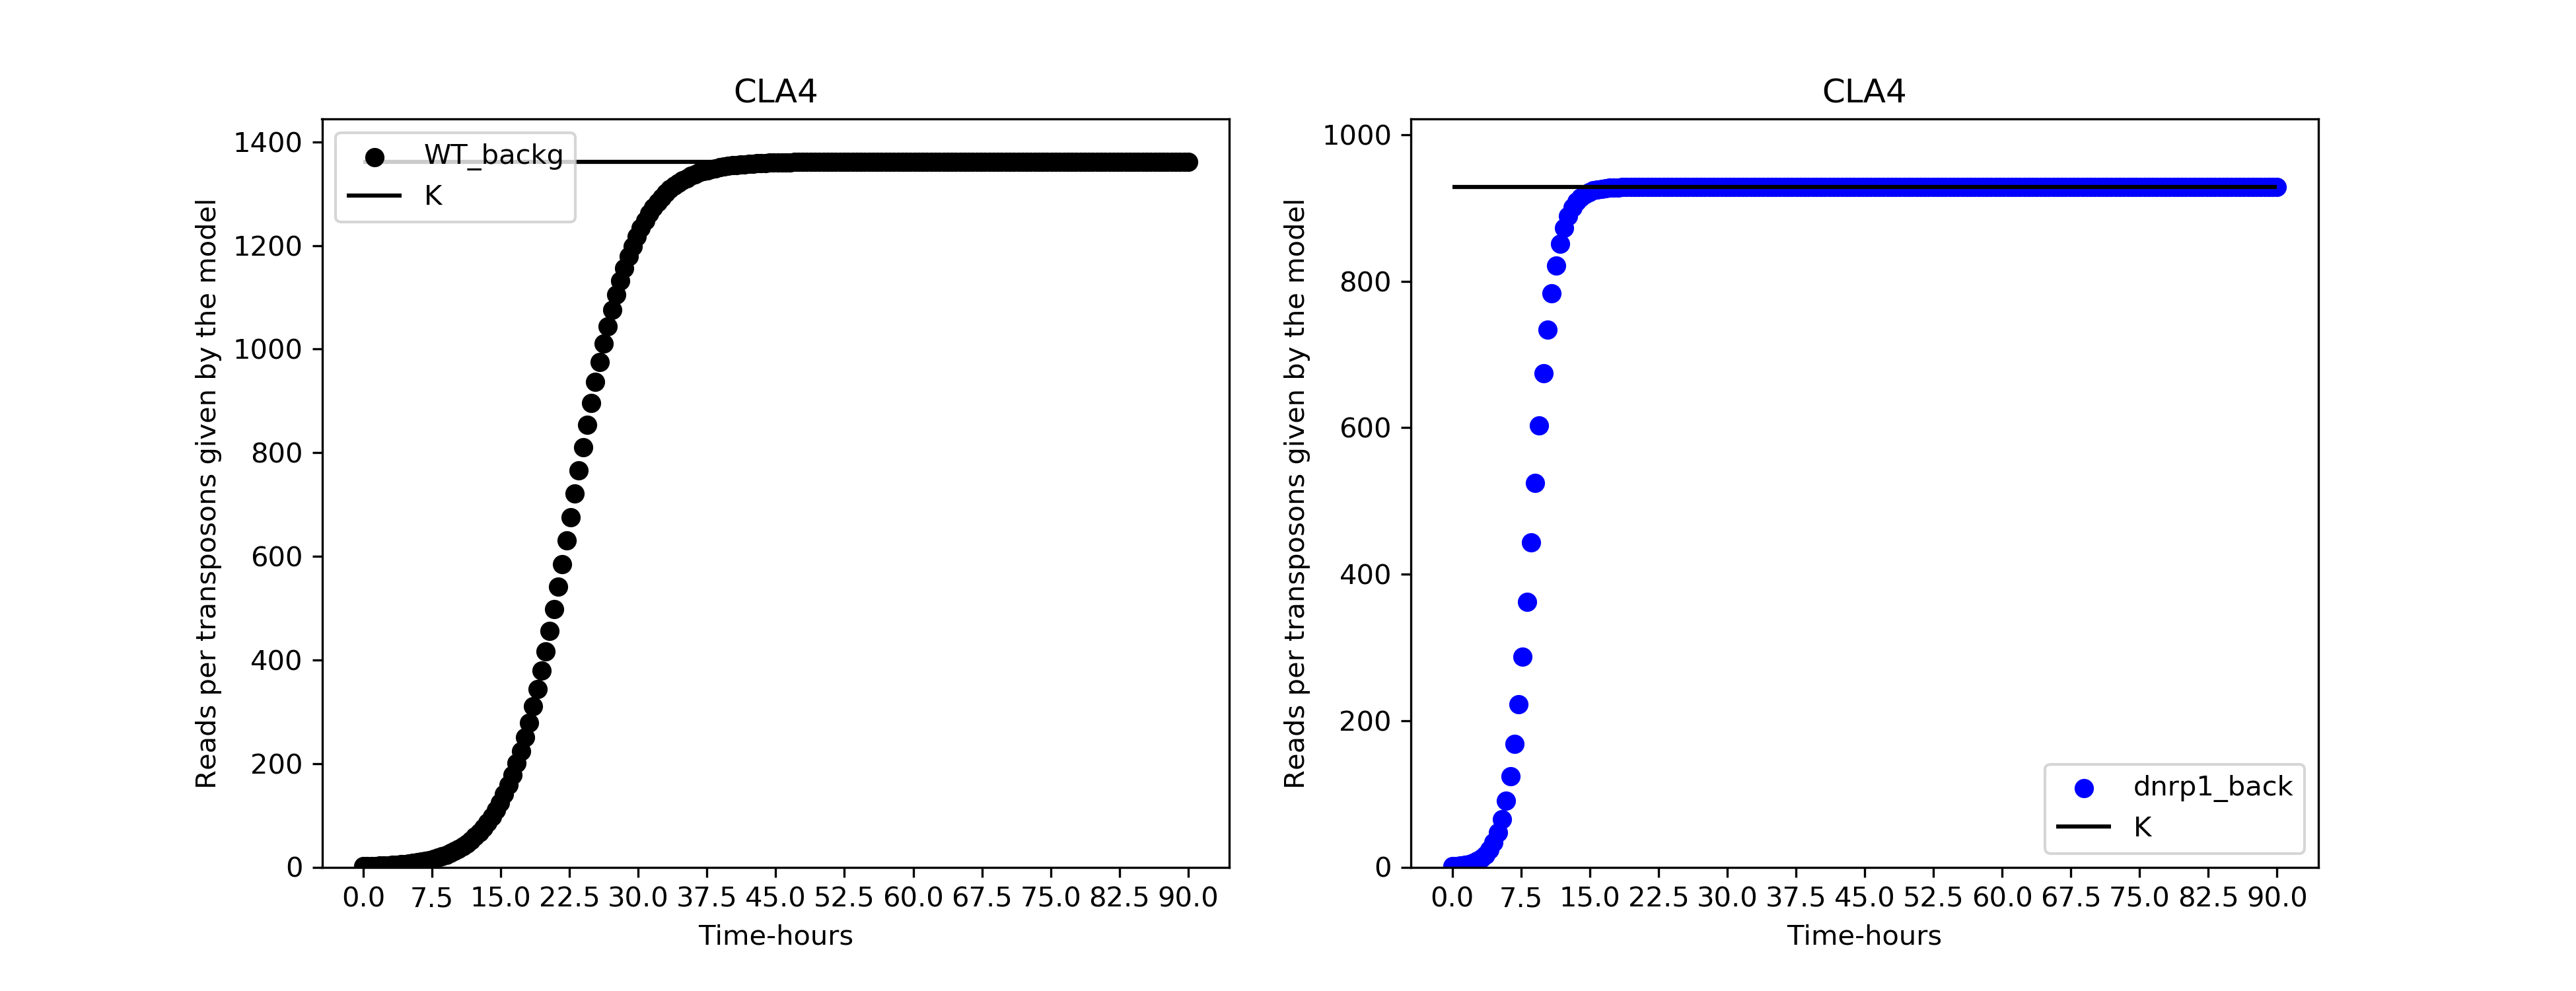 CLA4
Reads per transposons given by the model
1400
1200
1000
800
600
400
200
0
WT_backg
K
0.0 7.5 15.0 22.5 30.0 37.5 45.0 52.5 60.0 67.5 75.0 82.5 90.0
Time-hours
CLA4
Reads per transposons given by the model
1000
800
600
400
200
0
dnrp1_back
K
0.0 7.5 15.0 22.5 30.0 37.5 45.0 52.5 60.0 67.5 75.0 82.5 90.0
Time-hours